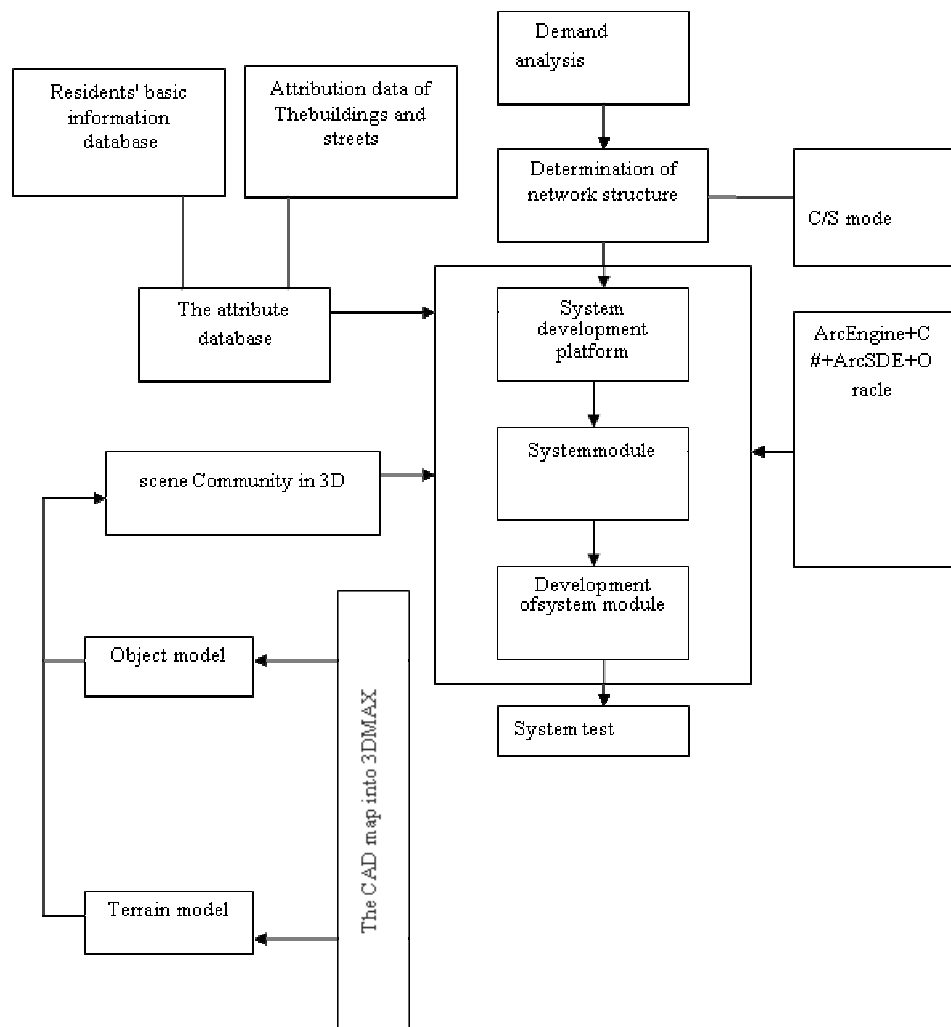 Demand
analysis
Residents' basic
information
database
Attribution data of
Thebuildings and
streets
Determination of
network structure
C/S mode
The attribute
database
System
development
platform
ArcEngine+C
#+ArcSDE+O
racle
Systemmodule
scene Community in 3D
Development
ofsystem module
Object model
The CAD map into 3DMAX
System test
Terrain model